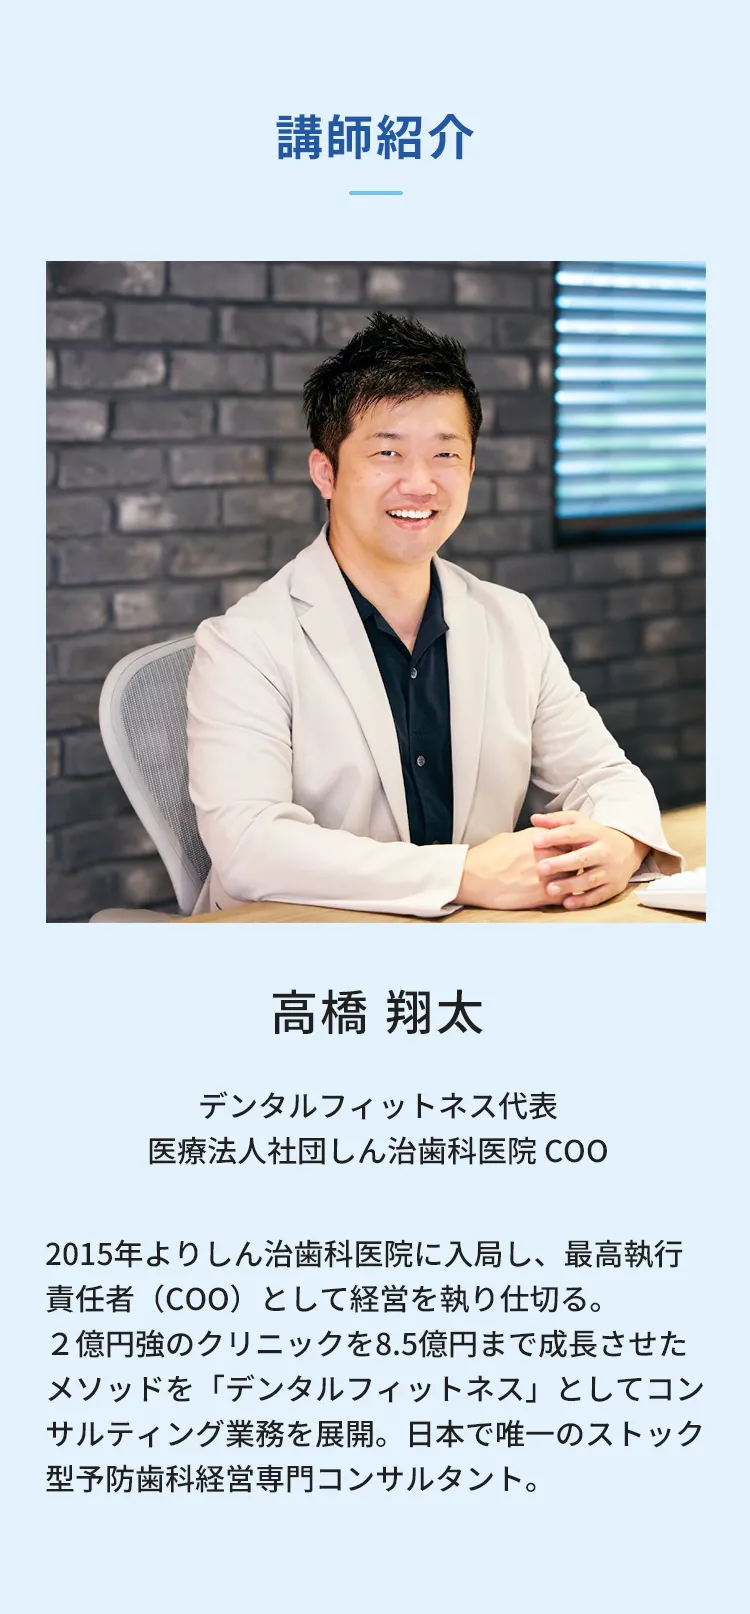 講師紹介
高橋 翔太
デンタルフィットネス代表
医療法人社団しん治歯科医院 COO
2015年よりしん治歯科医院に入局し、最高執行
責任者（COO）として経営を執り仕切る。
２億円強のクリニックを8.5億円まで成長させた
メソッドを「デンタルフィットネス」としてコン
サルティング業務を展開。日本で唯一のストック
型予防歯科経営専門コンサルタント。